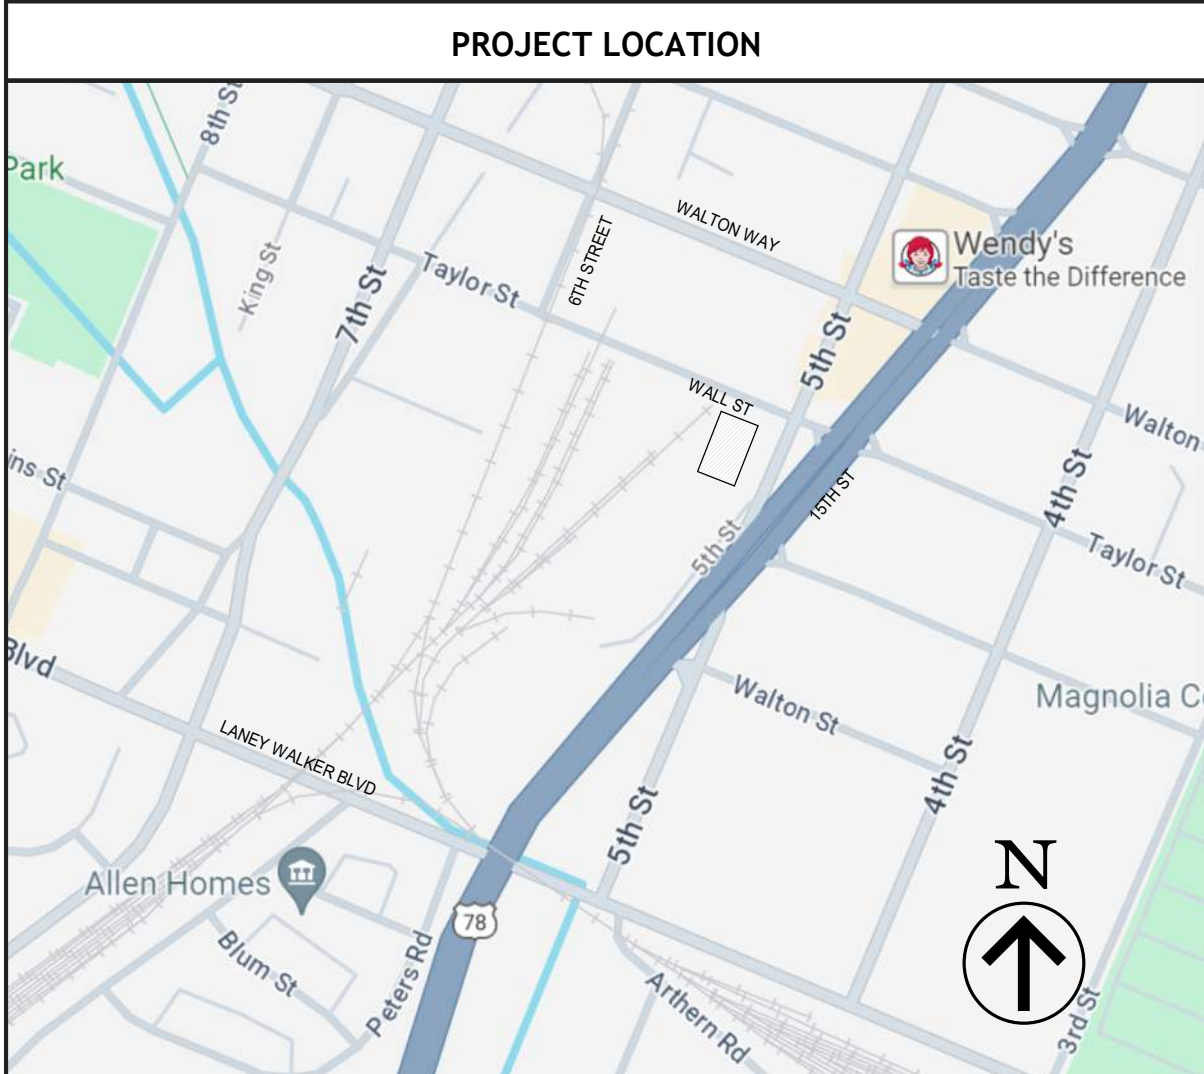 PROJECT LOCATION
8th St
Park
King St
7th St
Taylor St
6TH STREET
WALTON WAY
Wendy's
Taste the Difference
5th St
WALL ST
Walton
15TH ST
4th St
5th St
Taylor St
ins St
Blvd
LANEY WALKER BLVD
Walton St
Magnolia C
4th St
5th St
Allen Homes
78
N
Blum St
Peters Rd
Arthern Rd
3rd St